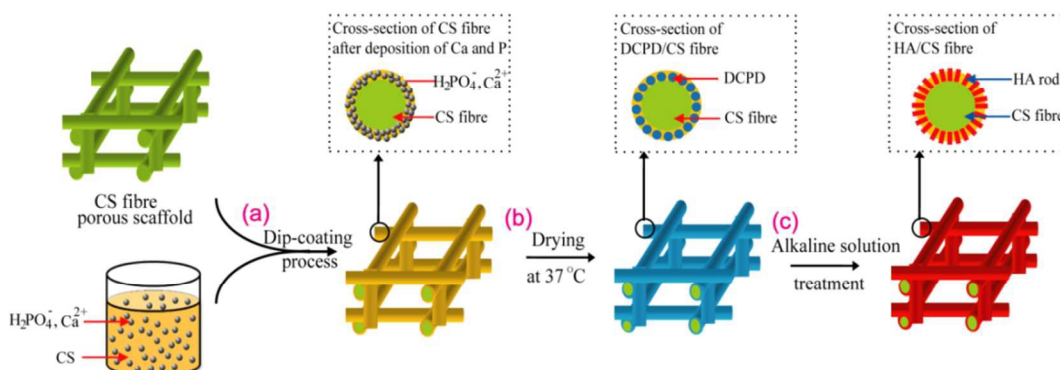 Cross-section of CS fibre
after deposition of Ca and P
H₂PO₄⁻, Ca²⁺
CS fibre
Cross-section of
DCPD/CS fibre
DCPD
CS fibre
Cross-section of
HA/CS fibre
HA rod
CS fibre
CS fibre
porous scaffold
(a)
Dip-coating
process
(b)
Drying
at 37 °C
(c)
Alkaline solution
treatment
H₂PO₄⁻, Ca²⁺
CS